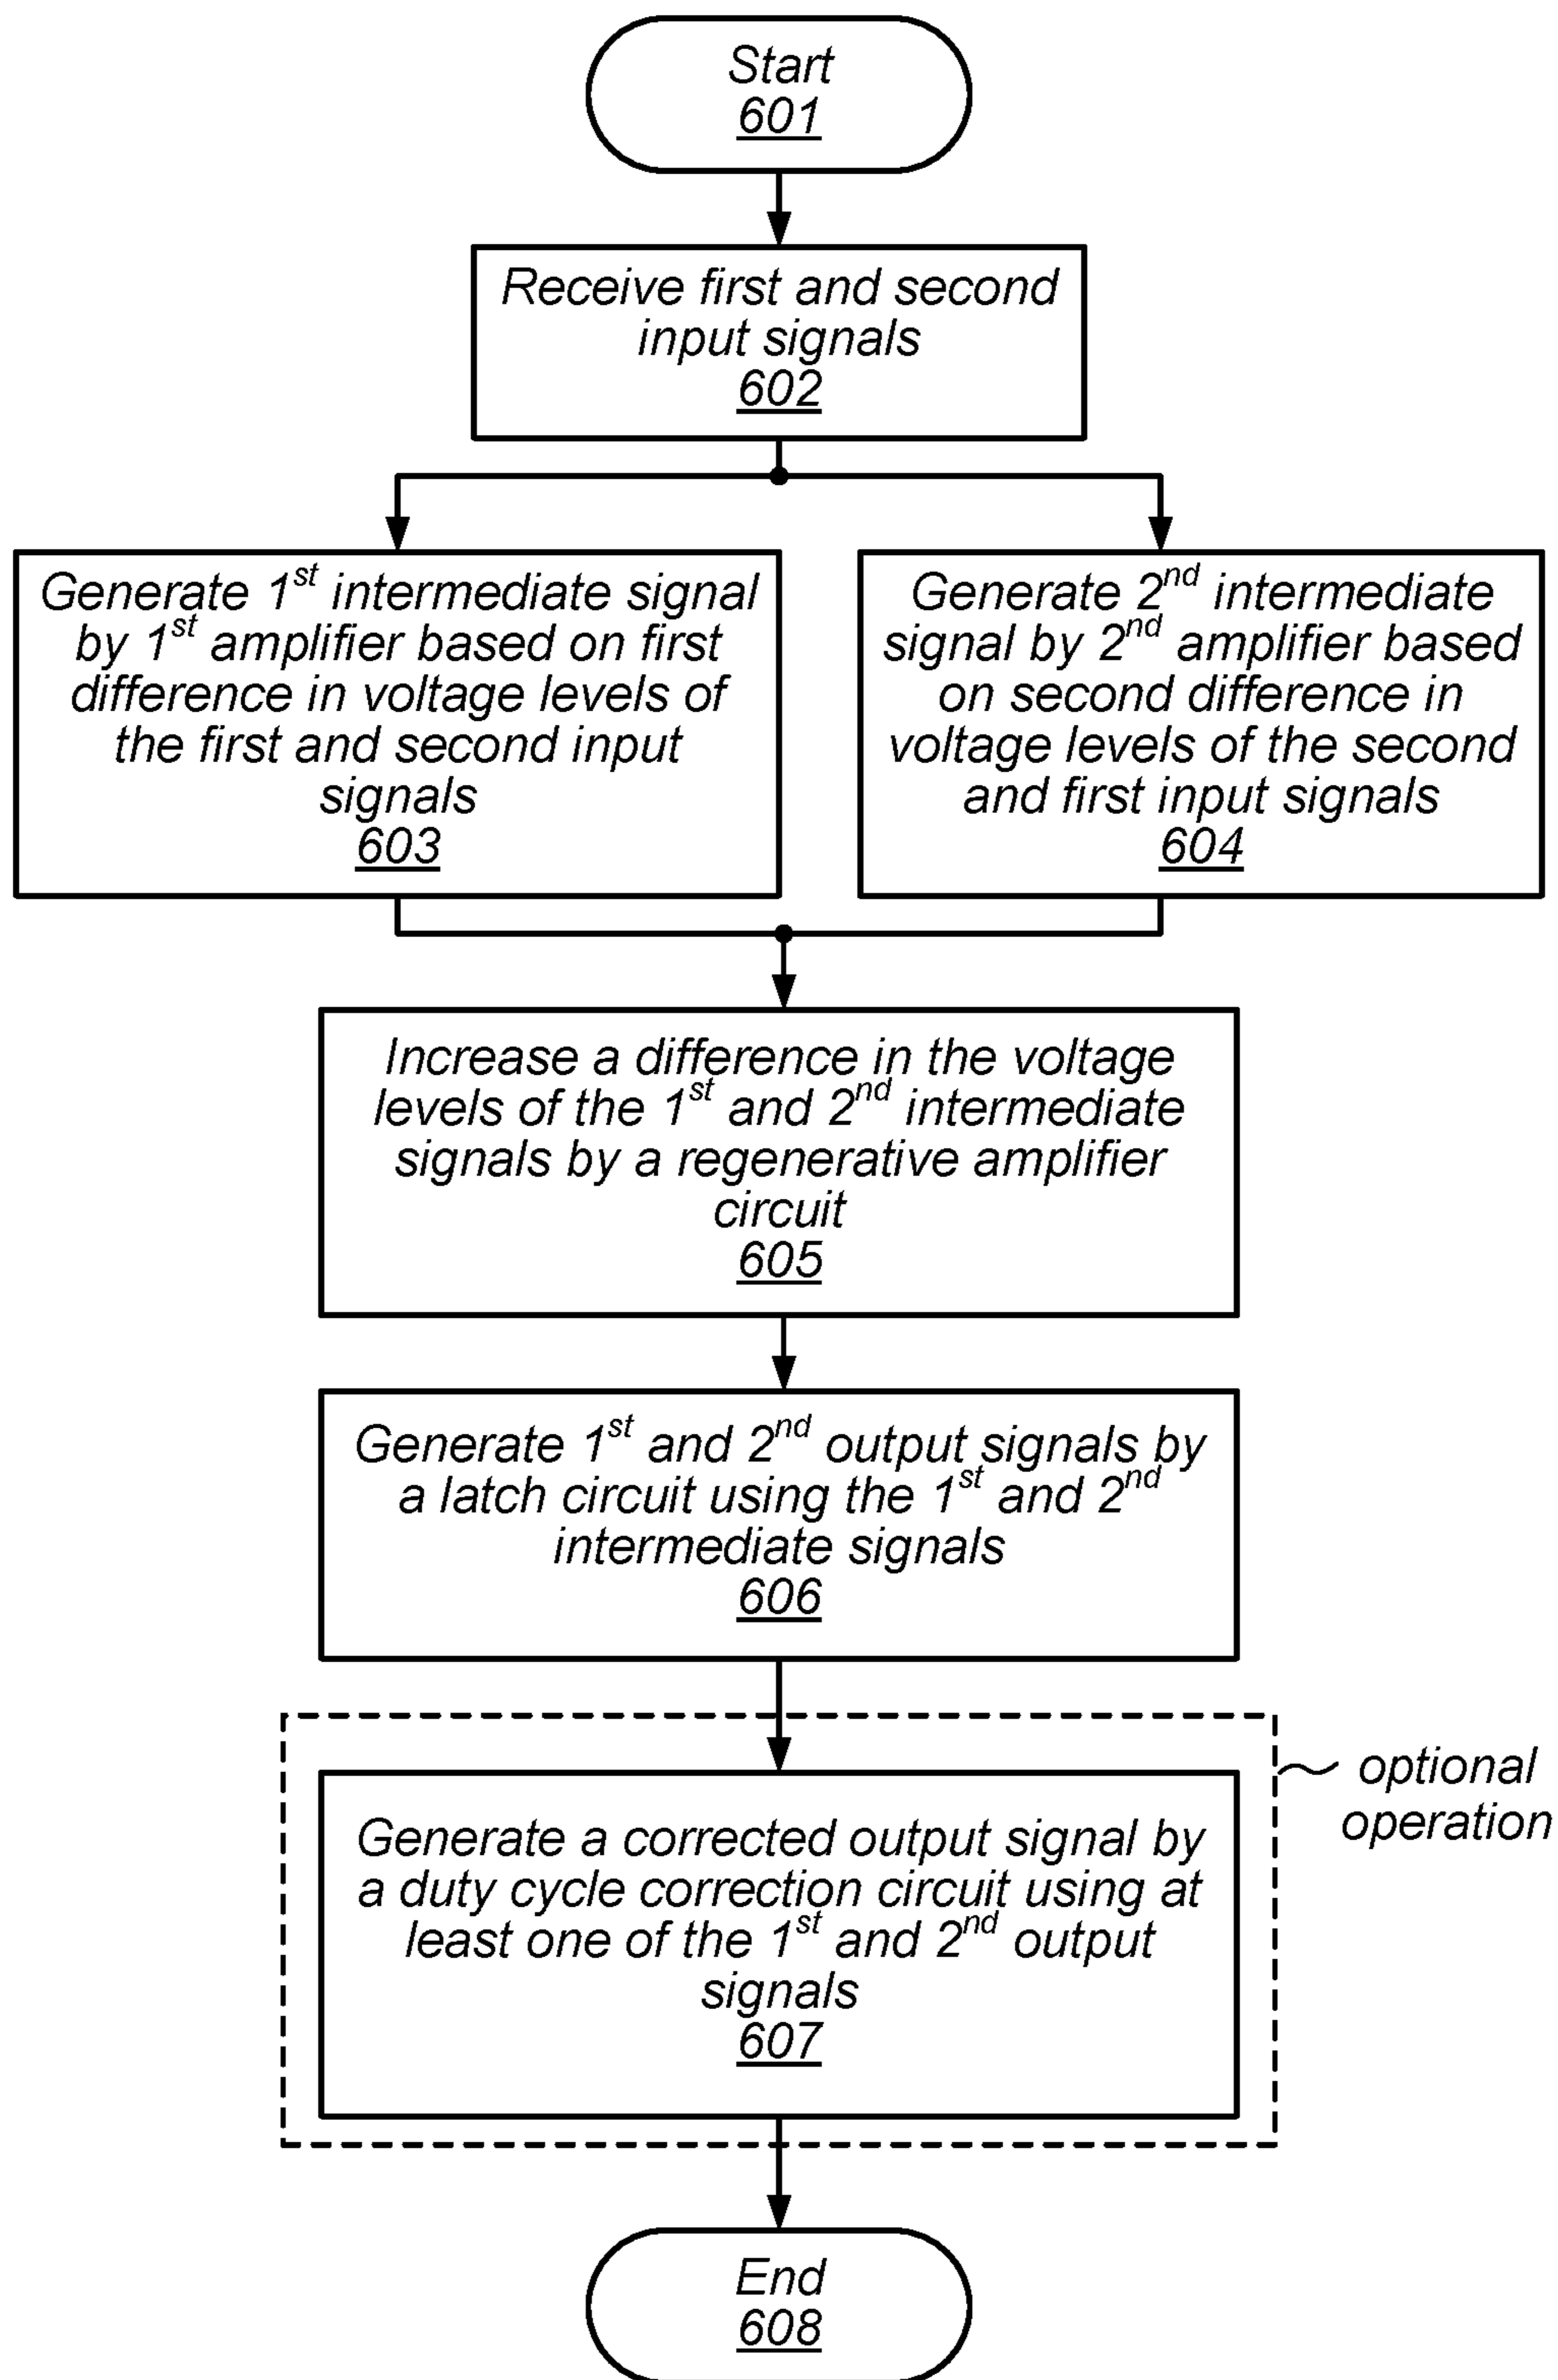 Start
601
Receive first and second
input signals
602
Generate 1st intermediate signal
by 1st amplifier based on first
difference in voltage levels of
the first and second input
signals
603
Generate 2nd intermediate
signal by 2nd amplifier based
on second difference in
voltage levels of the second
and first input signals
604
Increase a difference in the voltage
levels of the 1st and 2nd intermediate
signals by a regenerative amplifier
circuit
605
Generate 1st and 2nd output signals by
a latch circuit using the 1st and 2nd
intermediate signals
606
optional
operation
Generate a corrected output signal by
a duty cycle correction circuit using at
least one of the 1st and 2nd output
signals
607
End
608